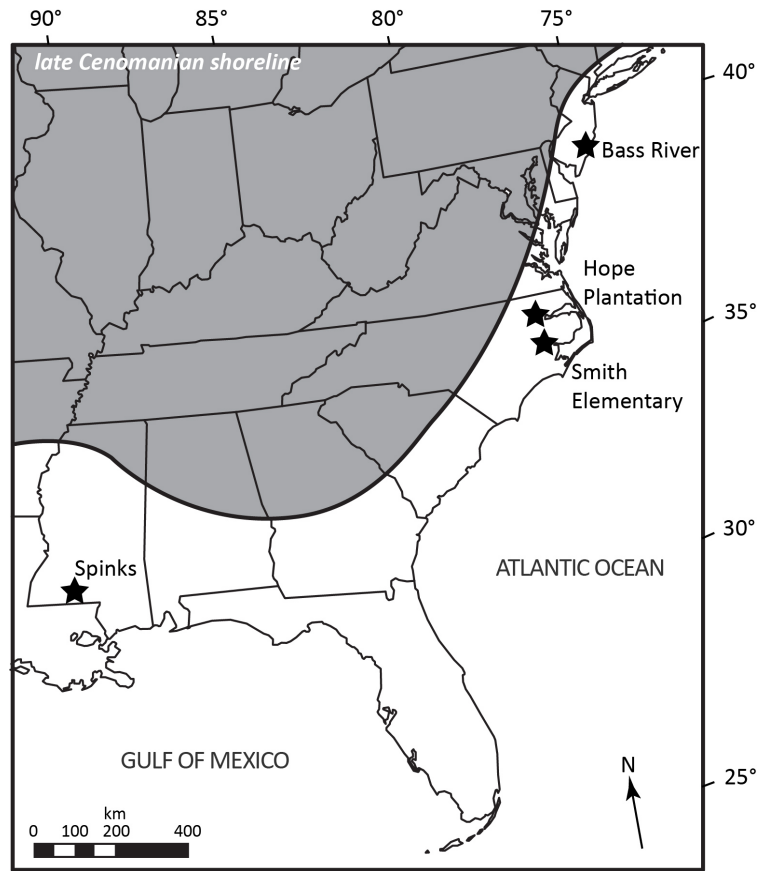 90° 85° 80° 75°
late Cenomanian shoreline
40°
Bass River
Hope
Plantation
35°
Smith
Elementary
30°
Spinks
ATLANTIC OCEAN
GULF OF MEXICO
N
25°
km
0 100 200 400